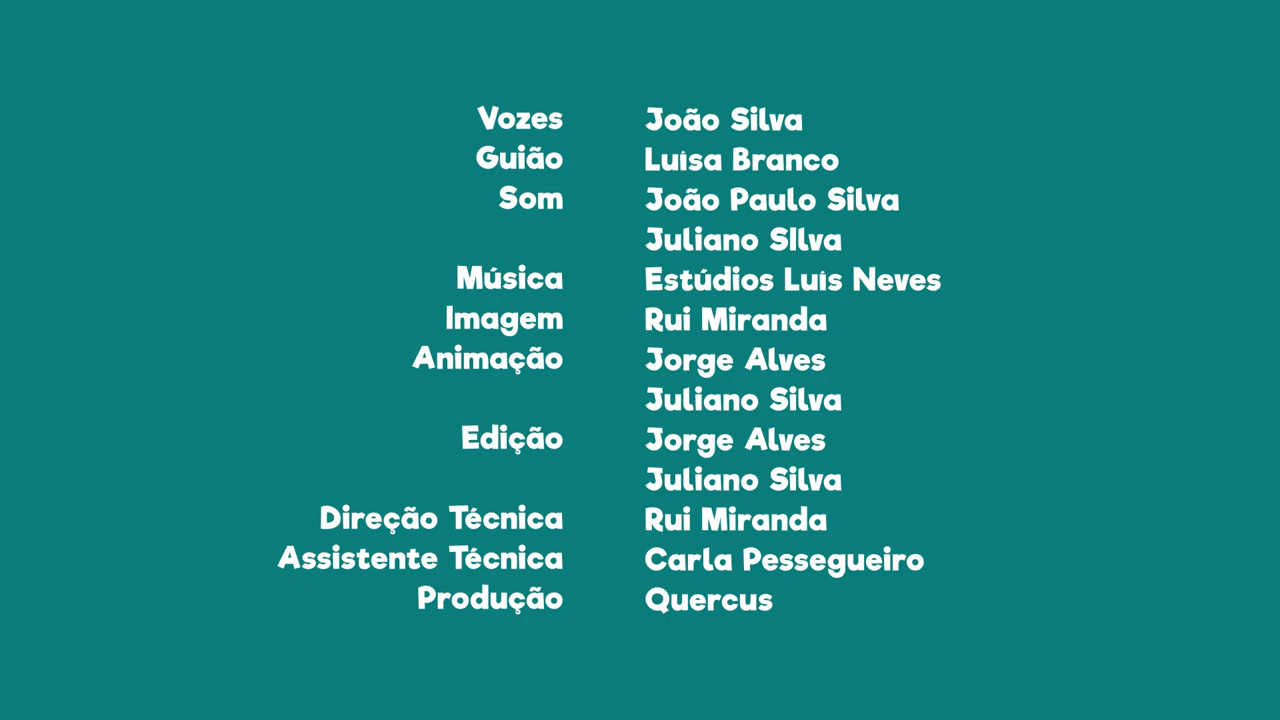 Vozes João Silva
Guião Luísa Branco
Som João Paulo Silva
Juliano SIlva
Música Estúdios Luís Neves
Imagem Rui Miranda
Animação Jorge Alves
Juliano Silva
Edição Jorge Alves
Juliano Silva
Direção Técnica Rui Miranda
Assistente Técnica Carla Pessegueiro
Produção Quercus